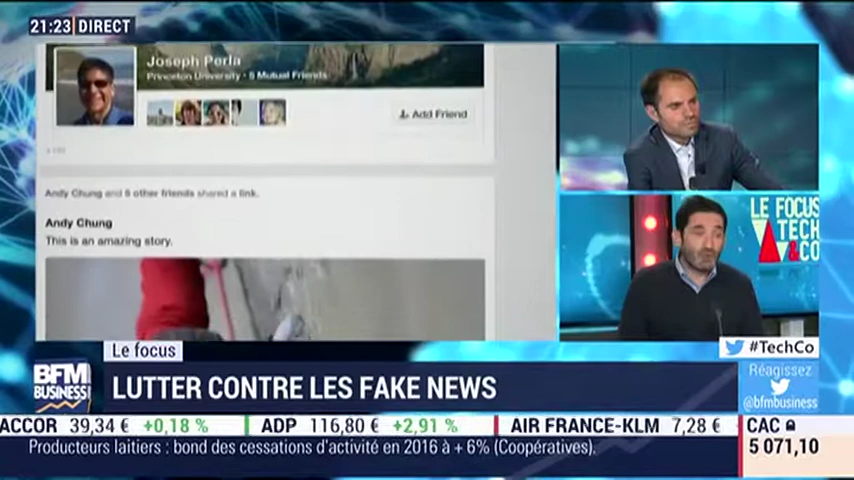 21:23 DIRECT
Joseph Perla
Princeton University · 5 Mutual Friends
Add Friend
Andy Chung and 5 other friends shared a link.
Andy Chung
This is an amazing story.
LE FOCUS
TECH
&CO
Le focus
#TechCo
BFM
BUSINESS
LUTTER CONTRE LES FAKE NEWS
Réagissez
@bfmbusiness
ACCOR 39,34 € +0,18 % ADP 116,80 € +2,91 % AIR FRANCE-KLM 7,28 €
CAC
5 071,10
Producteurs laitiers : bond des cessations d'activité en 2016 à + 6% (Coopératives).